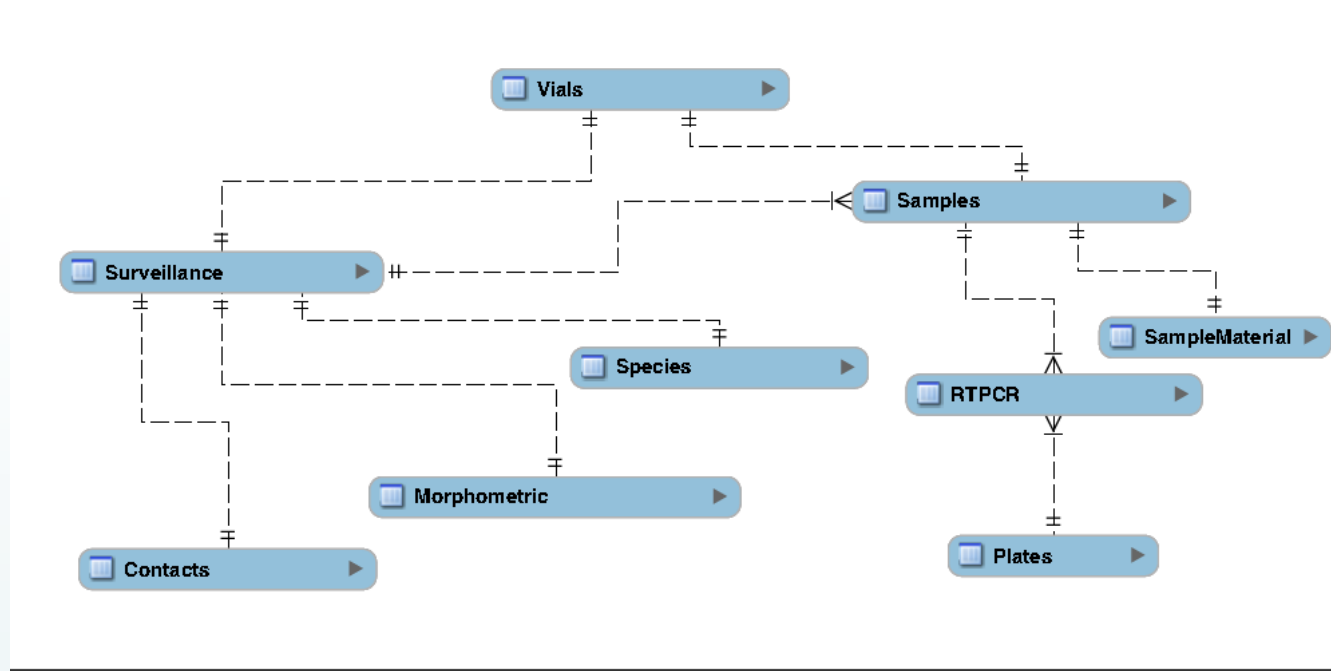 Vials
Samples
Surveillance
SampleMaterial
Species
RTPCR
Morphometric
Plates
Contacts